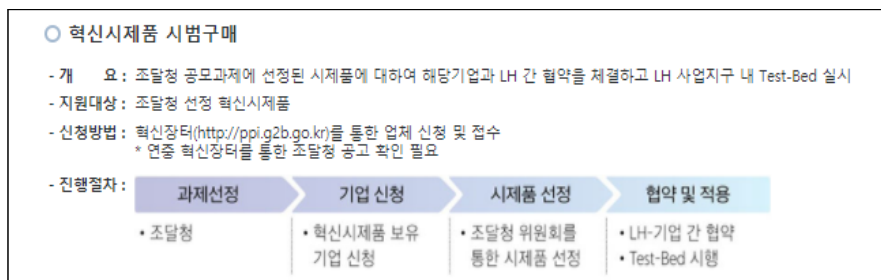 혁신시제품 시범구매
- 개 요 : 조달청 공모과제에 선정된 시제품에 대하여 해당기업과 LH 간 협약을 체결하고 LH 사업지구 내 Test-Bed 실시
- 지원대상 : 조달청 선정 혁신시제품
- 신청방법 : 혁신장터(http://ppi.g2b.go.kr)를 통한 업체 신청 및 접수
* 연중 혁신장터를 통한 조달청 공고 확인 필요
- 진행절차 :
과제선정
기업 신청
시제품 선정
협약 및 적용
• 조달청
• 혁신시제품 보유
기업 신청
• 조달청 위원회를
통한 시제품 선정
• LH-기업 간 협약
• Test-Bed 시행